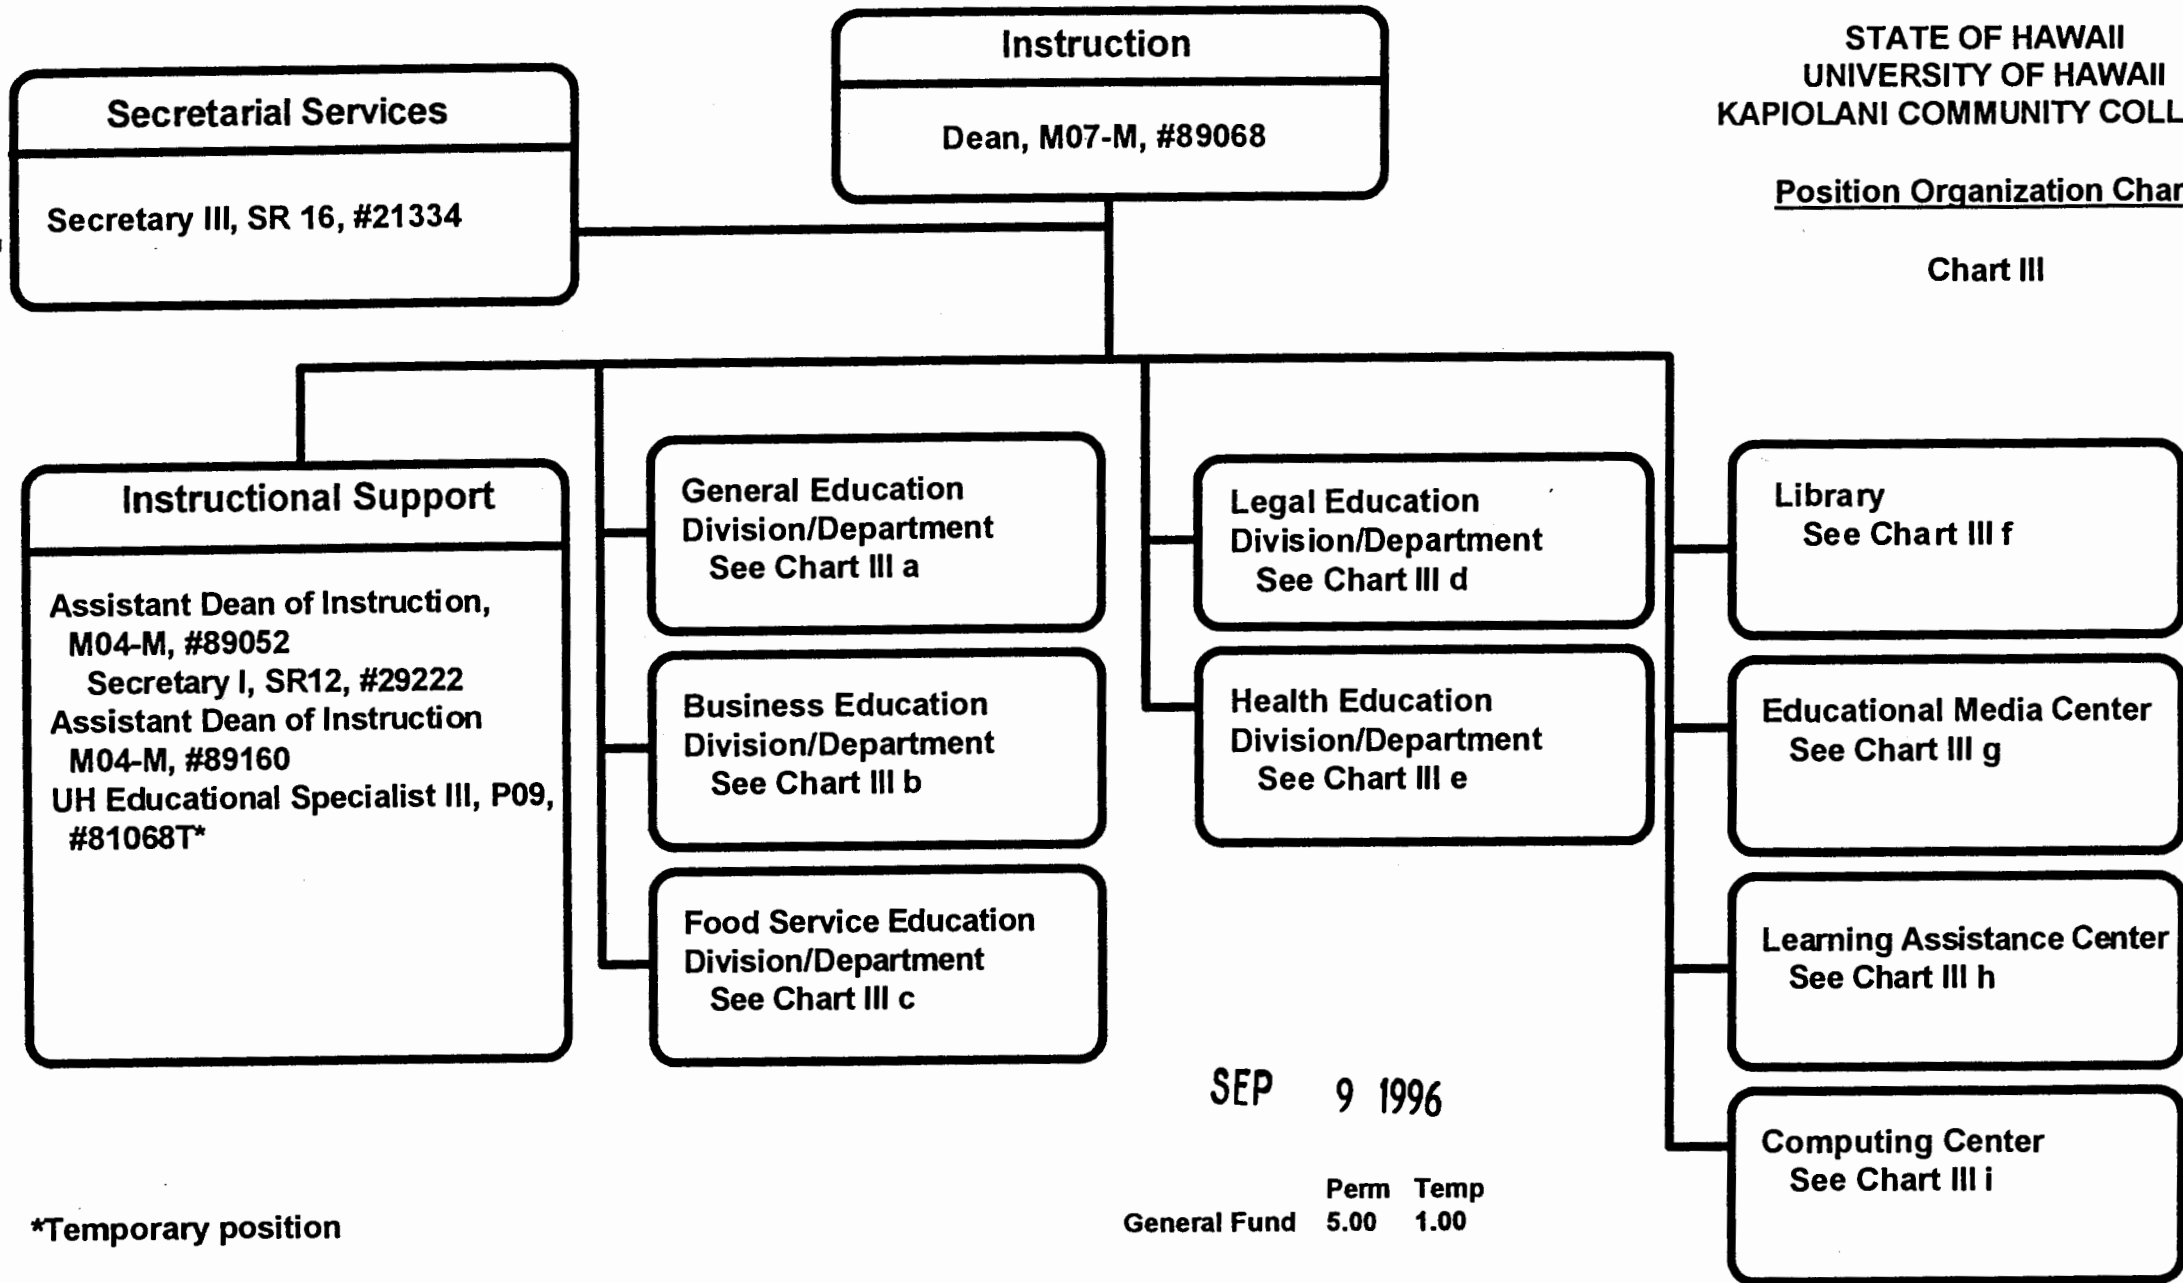 STATE OF HAWAII
UNIVERSITY OF HAWAII
KAPIOLANI COMMUNITY COLL
Position Organization Char
Chart III
Instruction
Dean, M07-M, #89068
Secretarial Services
Secretary III, SR 16, #21334
Instructional Support
Assistant Dean of Instruction,
M04-M, #89052
Secretary I, SR12, #29222
Assistant Dean of Instruction
M04-M, #89160
UH Educational Specialist III, P09,
#81068T*
General Education
Division/Department
See Chart III a
Business Education
Division/Department
See Chart III b
Food Service Education
Division/Department
See Chart III c
Legal Education
Division/Department
See Chart III d
Health Education
Division/Department
See Chart III e
Library
See Chart III f
Educational Media Center
See Chart III g
Learning Assistance Center
See Chart III h
Computing Center
See Chart III i
SEP 9 1996
Perm Temp
General Fund 5.00 1.00
*Temporary position